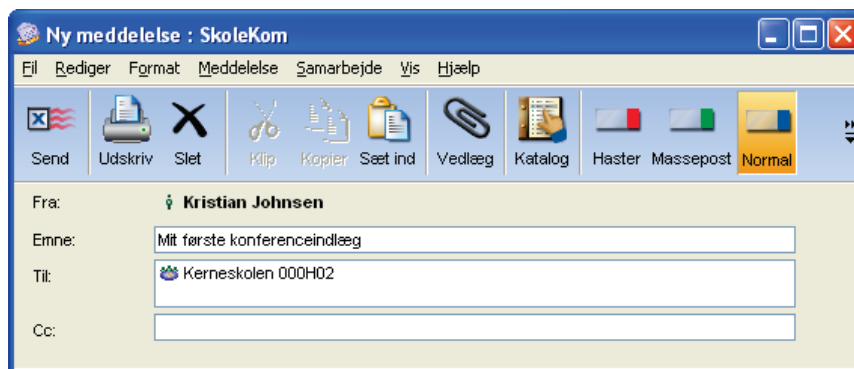 Ny meddelelse : SkoleKom
Fil Rediger Format Meddelelse Samarbejde Vis Hjælp
Send Udskriv Slet Klip Kopier Sæt ind Vedlæg Katalog Haster Massepost Normal
Fra: Kristian Johnsen
Emne: Mit første konferenceindlæg
Til: Kerneskolen 000H02
Cc: